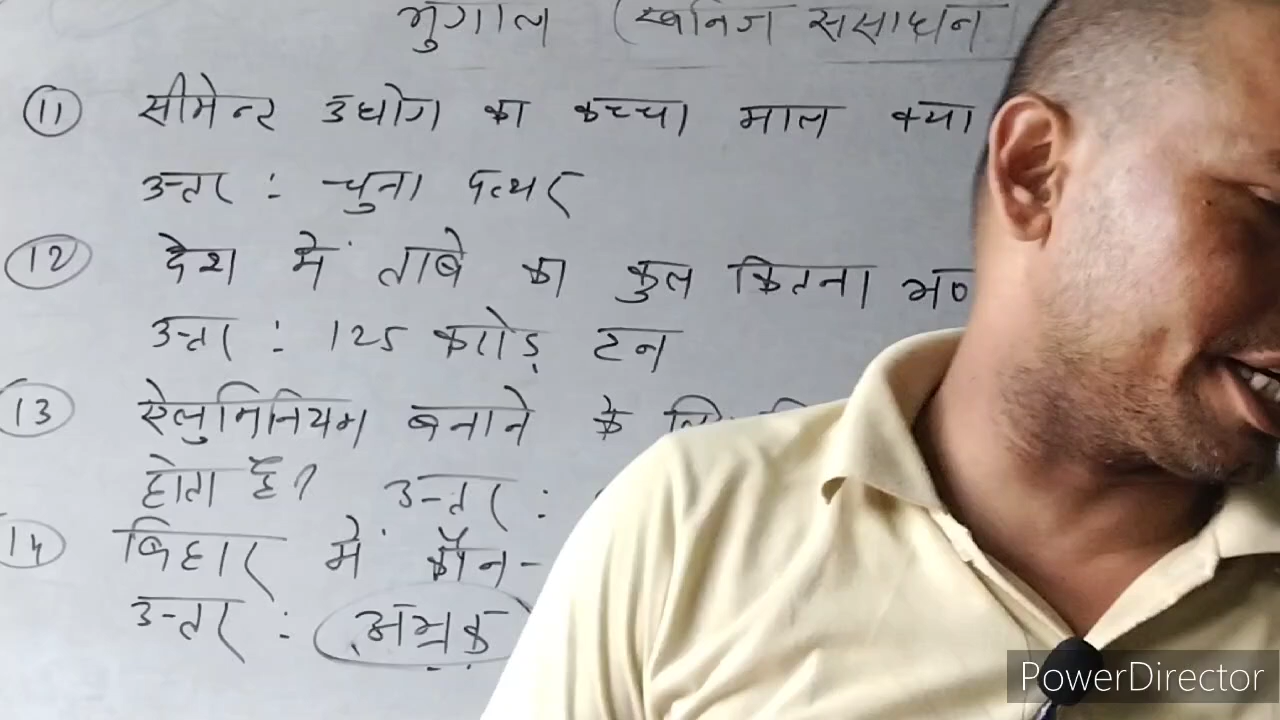 भुगोल (खनिज संसाधन
(11) सीमेन्ट उधोग का कच्चा माल क्या
उत्तर : चुना पत्थर
(12) देश में ताबे का कुल कितना
उत्तर : 125 करोड़ टन
(13) ऐलुमिनियम बनाने के
होता है? उत्तर :
(14) बिहार में कौन-
उत्तर : अभ्रक
PowerDirector